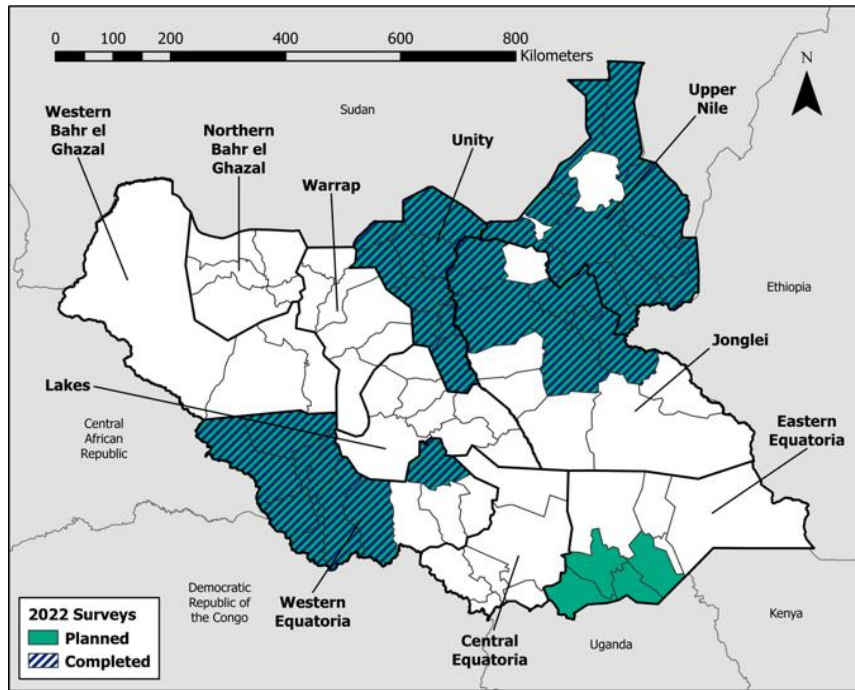 0
200
400
600
800
Kilometers
N
Sudan
Upper
Nile
Western
Bahr el
Ghazal
Northern
Bahr el
Ghazal
Unity
Warrap
Ethiopia
Jonglei
Lakes
Eastern
Equatoria
Central
African
Republic
Democratic
Republic of
the Congo
Western
Equatoria
Central
Equatoria
Uganda
Kenya
2022 Surveys
Planned
Completed